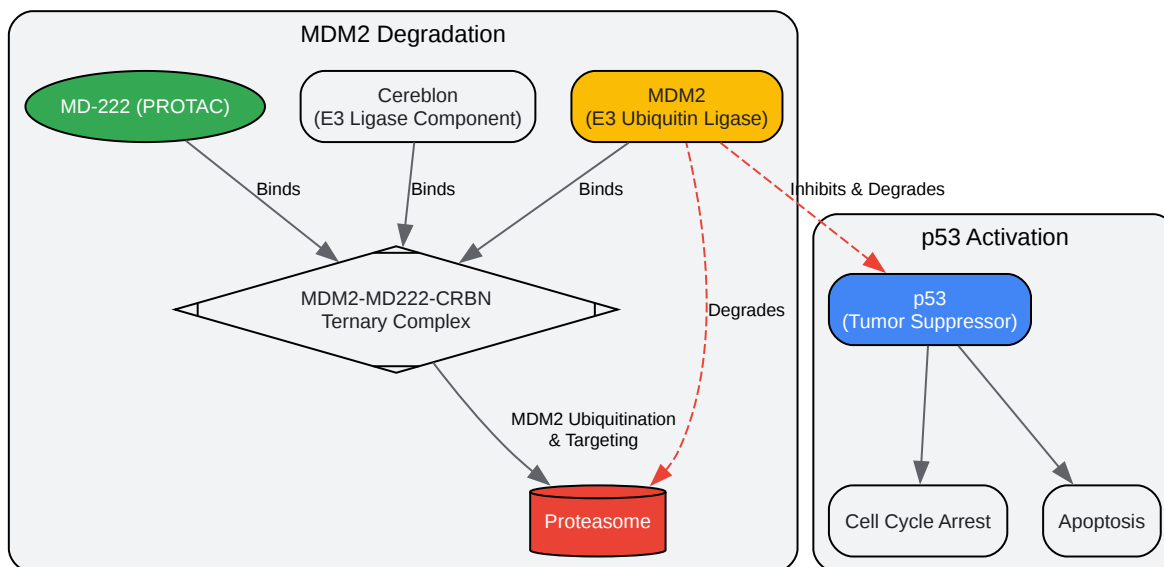 MDM2 Degradation
MD-222 (PROTAC)
Cereblon
(E3 Ligase Component)
MDM2
(E3 Ubiquitin Ligase)
Binds
Binds
Binds
Inhibits & Degrades
p53 Activation
MDM2-MD222-CRBN
Ternary Complex
Degrades
p53
(Tumor Suppressor)
MDM2 Ubiquitination
& Targeting
Proteasome
Cell Cycle Arrest
Apoptosis